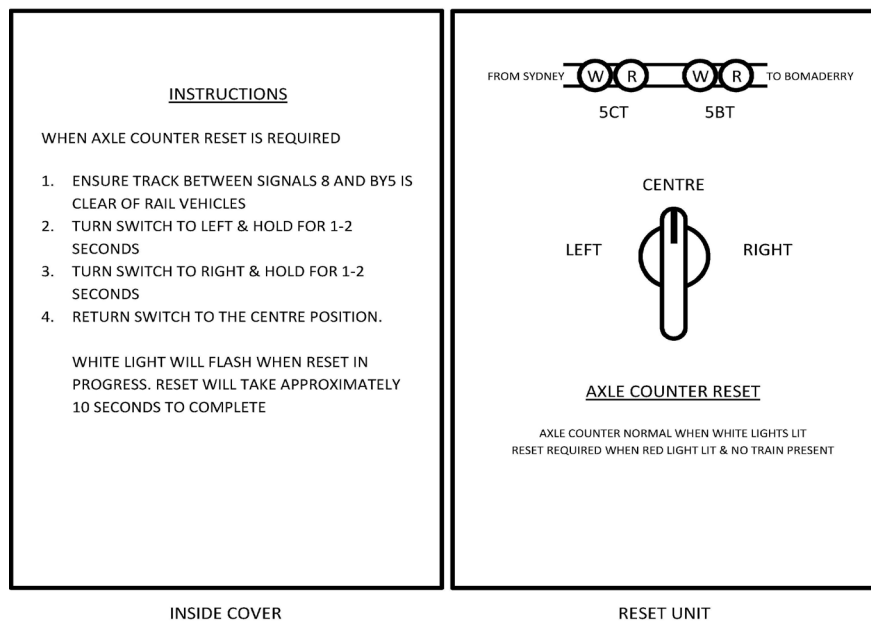 INSTRUCTIONS
WHEN AXLE COUNTER RESET IS REQUIRED
1. ENSURE TRACK BETWEEN SIGNALS 8 AND BY5 IS
CLEAR OF RAIL VEHICLES
2. TURN SWITCH TO LEFT & HOLD FOR 1-2
SECONDS
3. TURN SWITCH TO RIGHT & HOLD FOR 1-2
SECONDS
4. RETURN SWITCH TO THE CENTRE POSITION.
WHITE LIGHT WILL FLASH WHEN RESET IN
PROGRESS. RESET WILL TAKE APPROXIMATELY
10 SECONDS TO COMPLETE
INSIDE COVER
FROM SYDNEY W R W R TO BOMADERRY
5CT 5BT
CENTRE
LEFT RIGHT
AXLE COUNTER RESET
AXLE COUNTER NORMAL WHEN WHITE LIGHTS LIT
RESET REQUIRED WHEN RED LIGHT LIT & NO TRAIN PRESENT
RESET UNIT